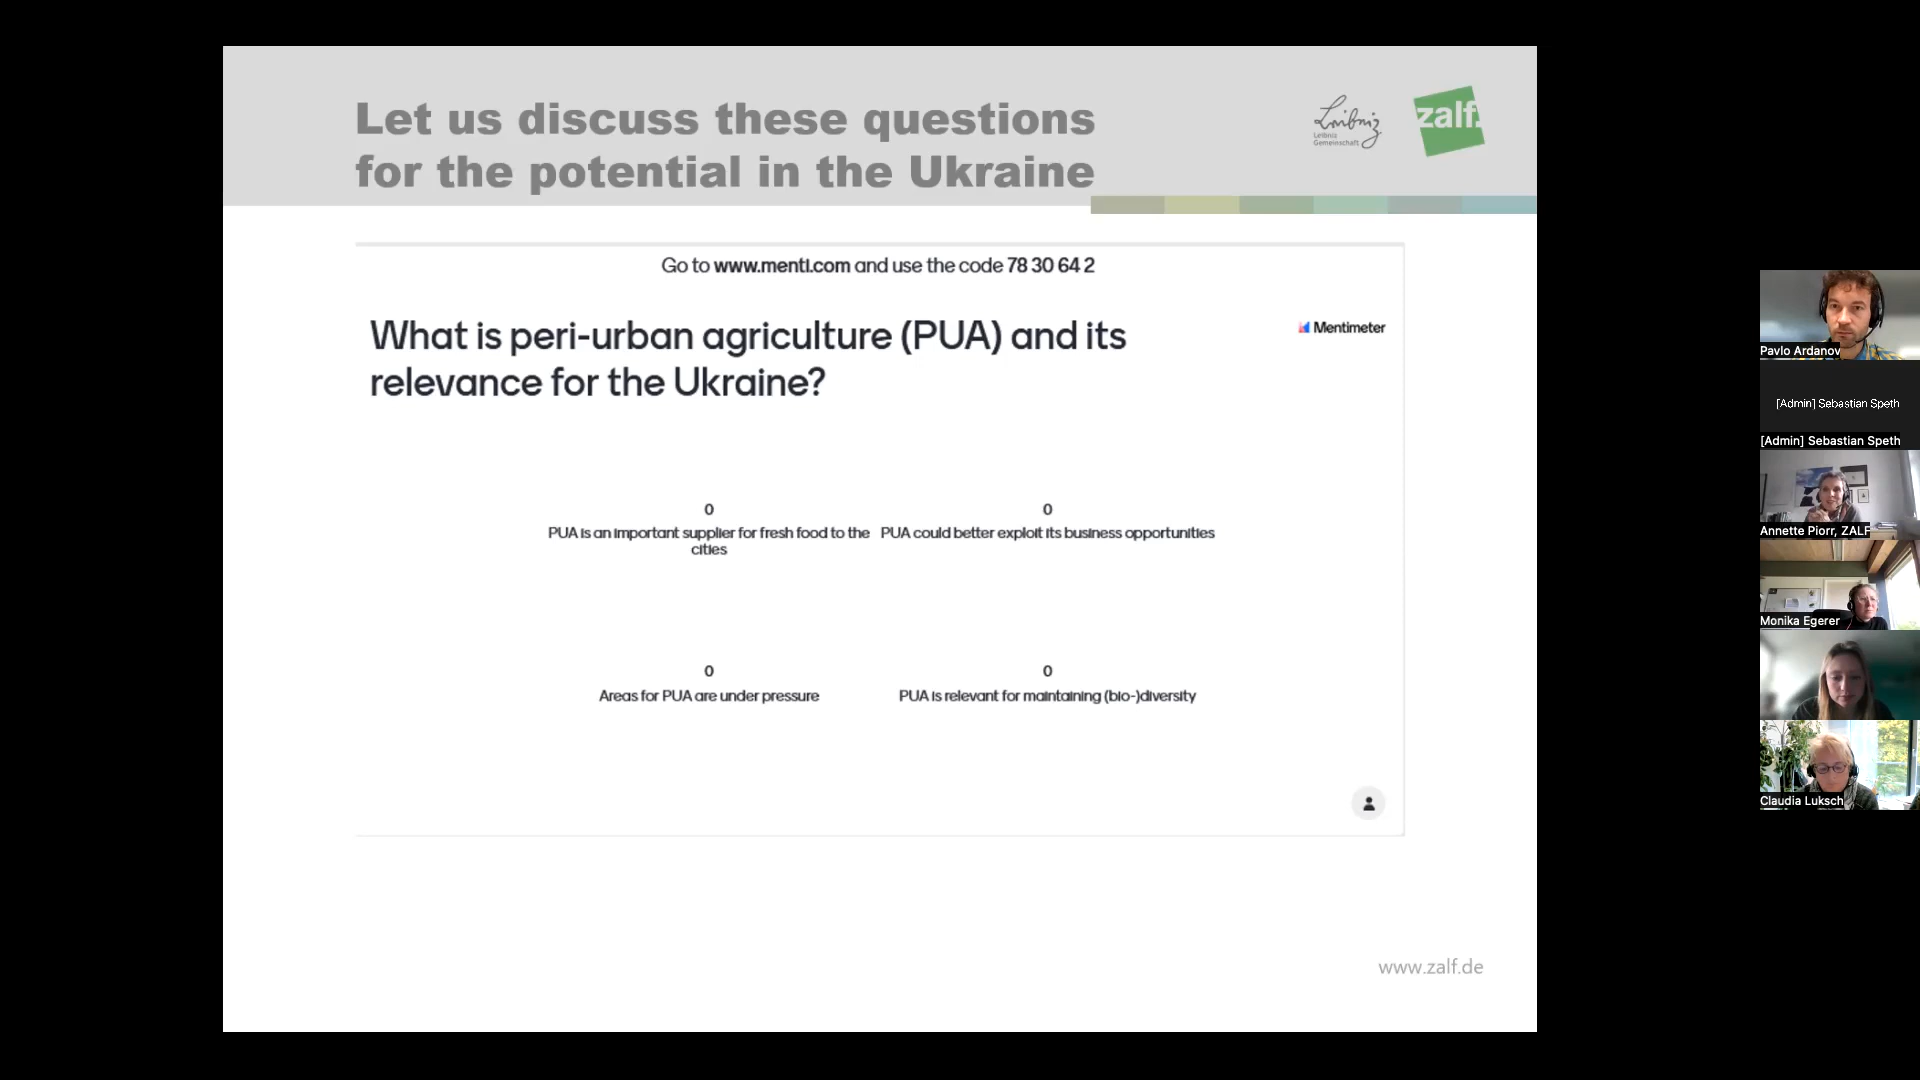 Let us discuss these questions
for the potential in the Ukraine
Leibniz
Leibniz
Gemeinschaft
zalf.
Go to www.menti.com and use the code 78 30 64 2
What is peri-urban agriculture (PUA) and its
relevance for the Ukraine?
Mentimeter
0
PUA is an important supplier for fresh food to the
cities
0
PUA could better exploit its business opportunities
0
Areas for PUA are under pressure
0
PUA is relevant for maintaining (bio-)diversity
www.zalf.de
Pavlo Ardanov
[Admin] Sebastian Speth
[Admin] Sebastian Speth
Annette Piorr, ZALF
Monika Egerer
Claudia Luksch